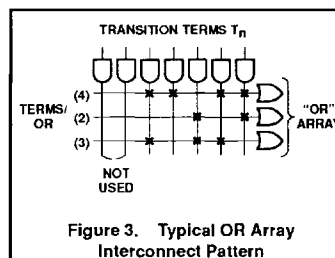 TRANSITION TERMS Tn
TERMS/
OR
(4)
(2)
(3)
"OR"
ARRAY
NOT
USED
Figure 3. Typical OR Array
Interconnect Pattern